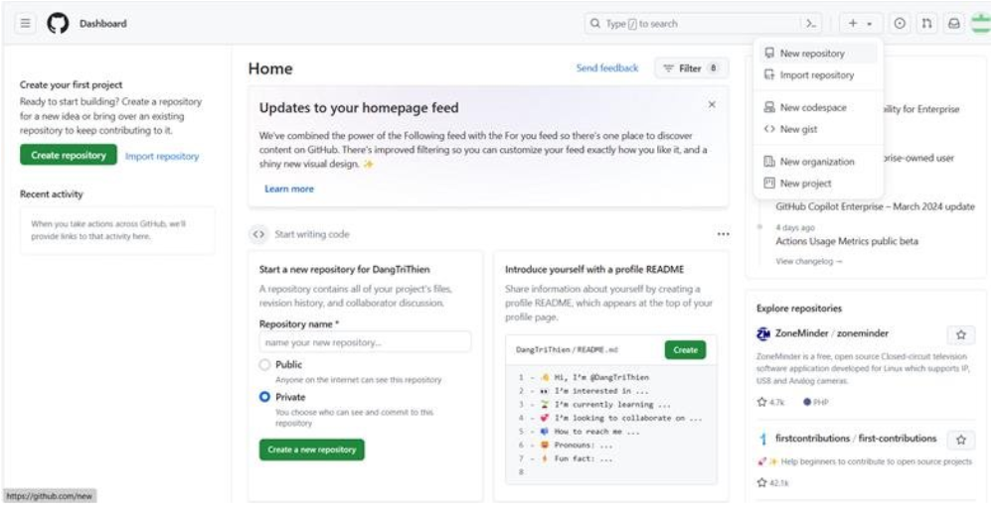 Dashboard
Type / to search
Create your first project
Ready to start building? Create a repository
for a new idea or bring over an existing
repository to keep contributing to it.
Create repository
Import repository
Recent activity
When you take actions across GitHub, we'll
provide links to that activity here.
https://github.com/new
Home
Send feedback
Filter 8
Updates to your homepage feed
We've combined the power of the Following feed with the For you feed so there's one place to discover
content on GitHub. There's improved filtering so you can customize your feed exactly how you like it, and a
shiny new visual design. ✨
Learn more
Start writing code
Start a new repository for DangTriThien
A repository contains all of your project's files,
revision history, and collaborator discussion.
Repository name *
name your new repository...
Public
Anyone on the internet can see this repository
Private
You choose who can see and commit to this
repository
Create a new repository
Introduce yourself with a profile README
Share information about yourself by creating a
profile README, which appears at the top of your
profile page.
DangTriThien / README.md
Create
1 - 👋 Hi, I'm @DangTriThien
2 - 👀 I'm interested in ...
3 - 🌱 I'm currently learning ...
4 - 💞️ I'm looking to collaborate on ...
5 - 📫 How to reach me ...
6 - 😄 Pronouns: ...
7 - ⚡ Fun fact: ...
8
New repository
Import repository
New codespace
New gist
New organization
New project
for Enterprise
user
GitHub Copilot Enterprise – March 2024 update
4 days ago
Actions Usage Metrics public beta
View changelog →
Explore repositories
ZM ZoneMinder / zoneminder
ZoneMinder is a free, open source Closed-circuit television
software application developed for Linux which supports IP,
USB and Analog cameras.
4.7k PHP
firstcontributions / first-contributions
🚀✨ Help beginners to contribute to open source projects
42.1k